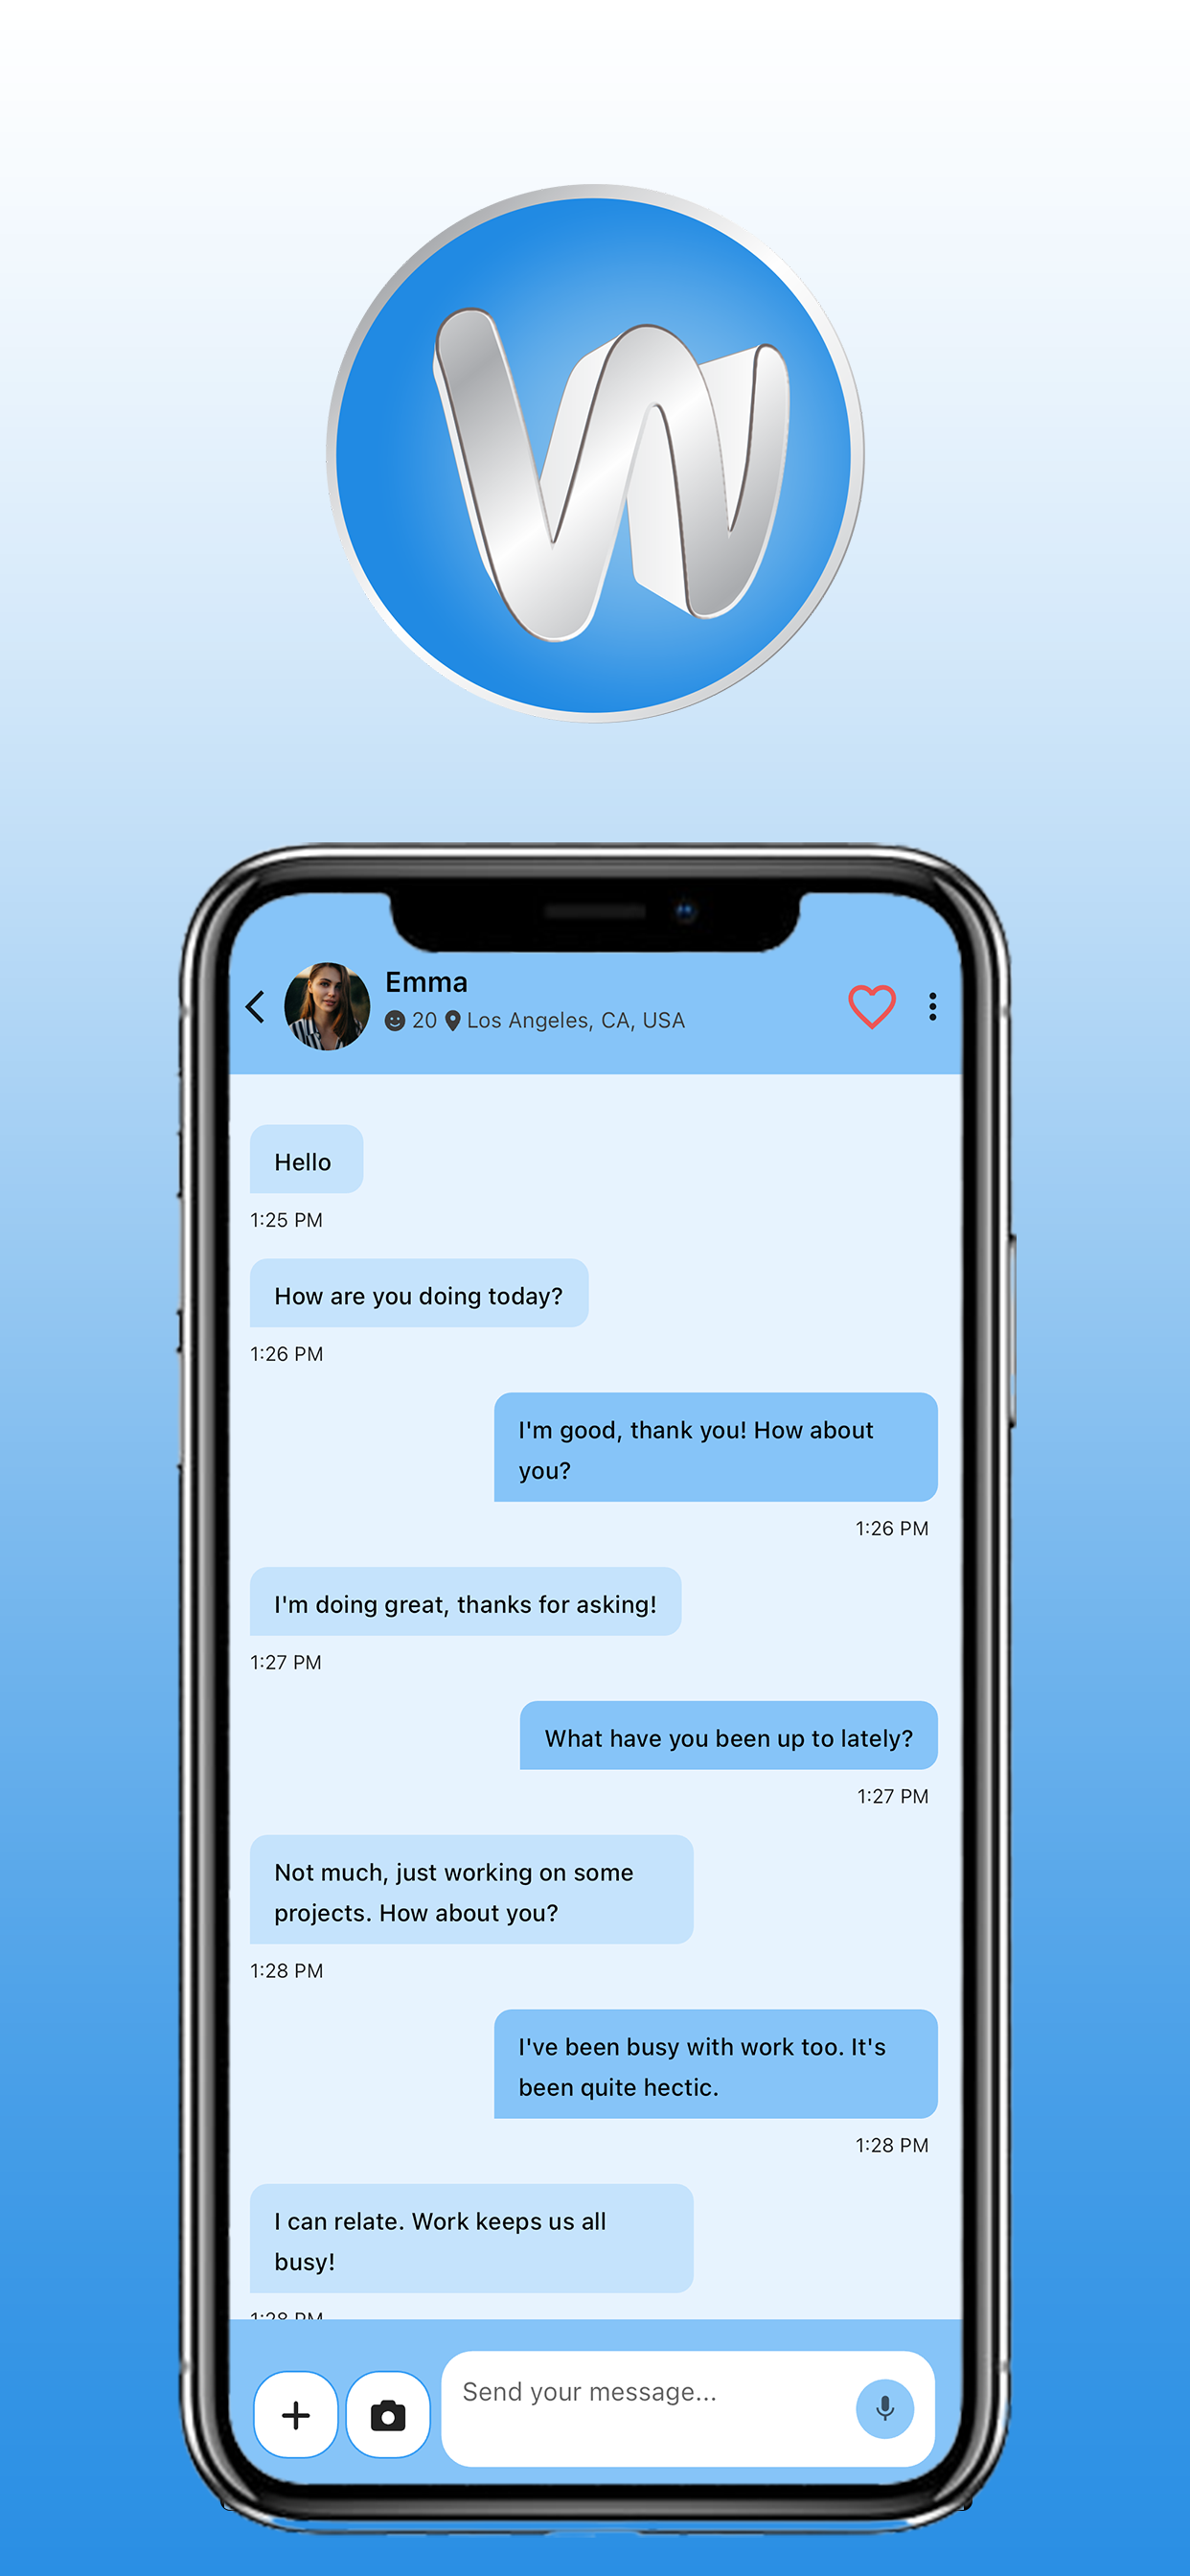 W
Emma
20 Los Angeles, CA, USA
Hello
1:25 PM
How are you doing today?
1:26 PM
I'm good, thank you! How about
you?
1:26 PM
I'm doing great, thanks for asking!
1:27 PM
What have you been up to lately?
1:27 PM
Not much, just working on some
projects. How about you?
1:28 PM
I've been busy with work too. It's
been quite hectic.
1:28 PM
I can relate. Work keeps us all
busy!
1:28 PM
Send your message...